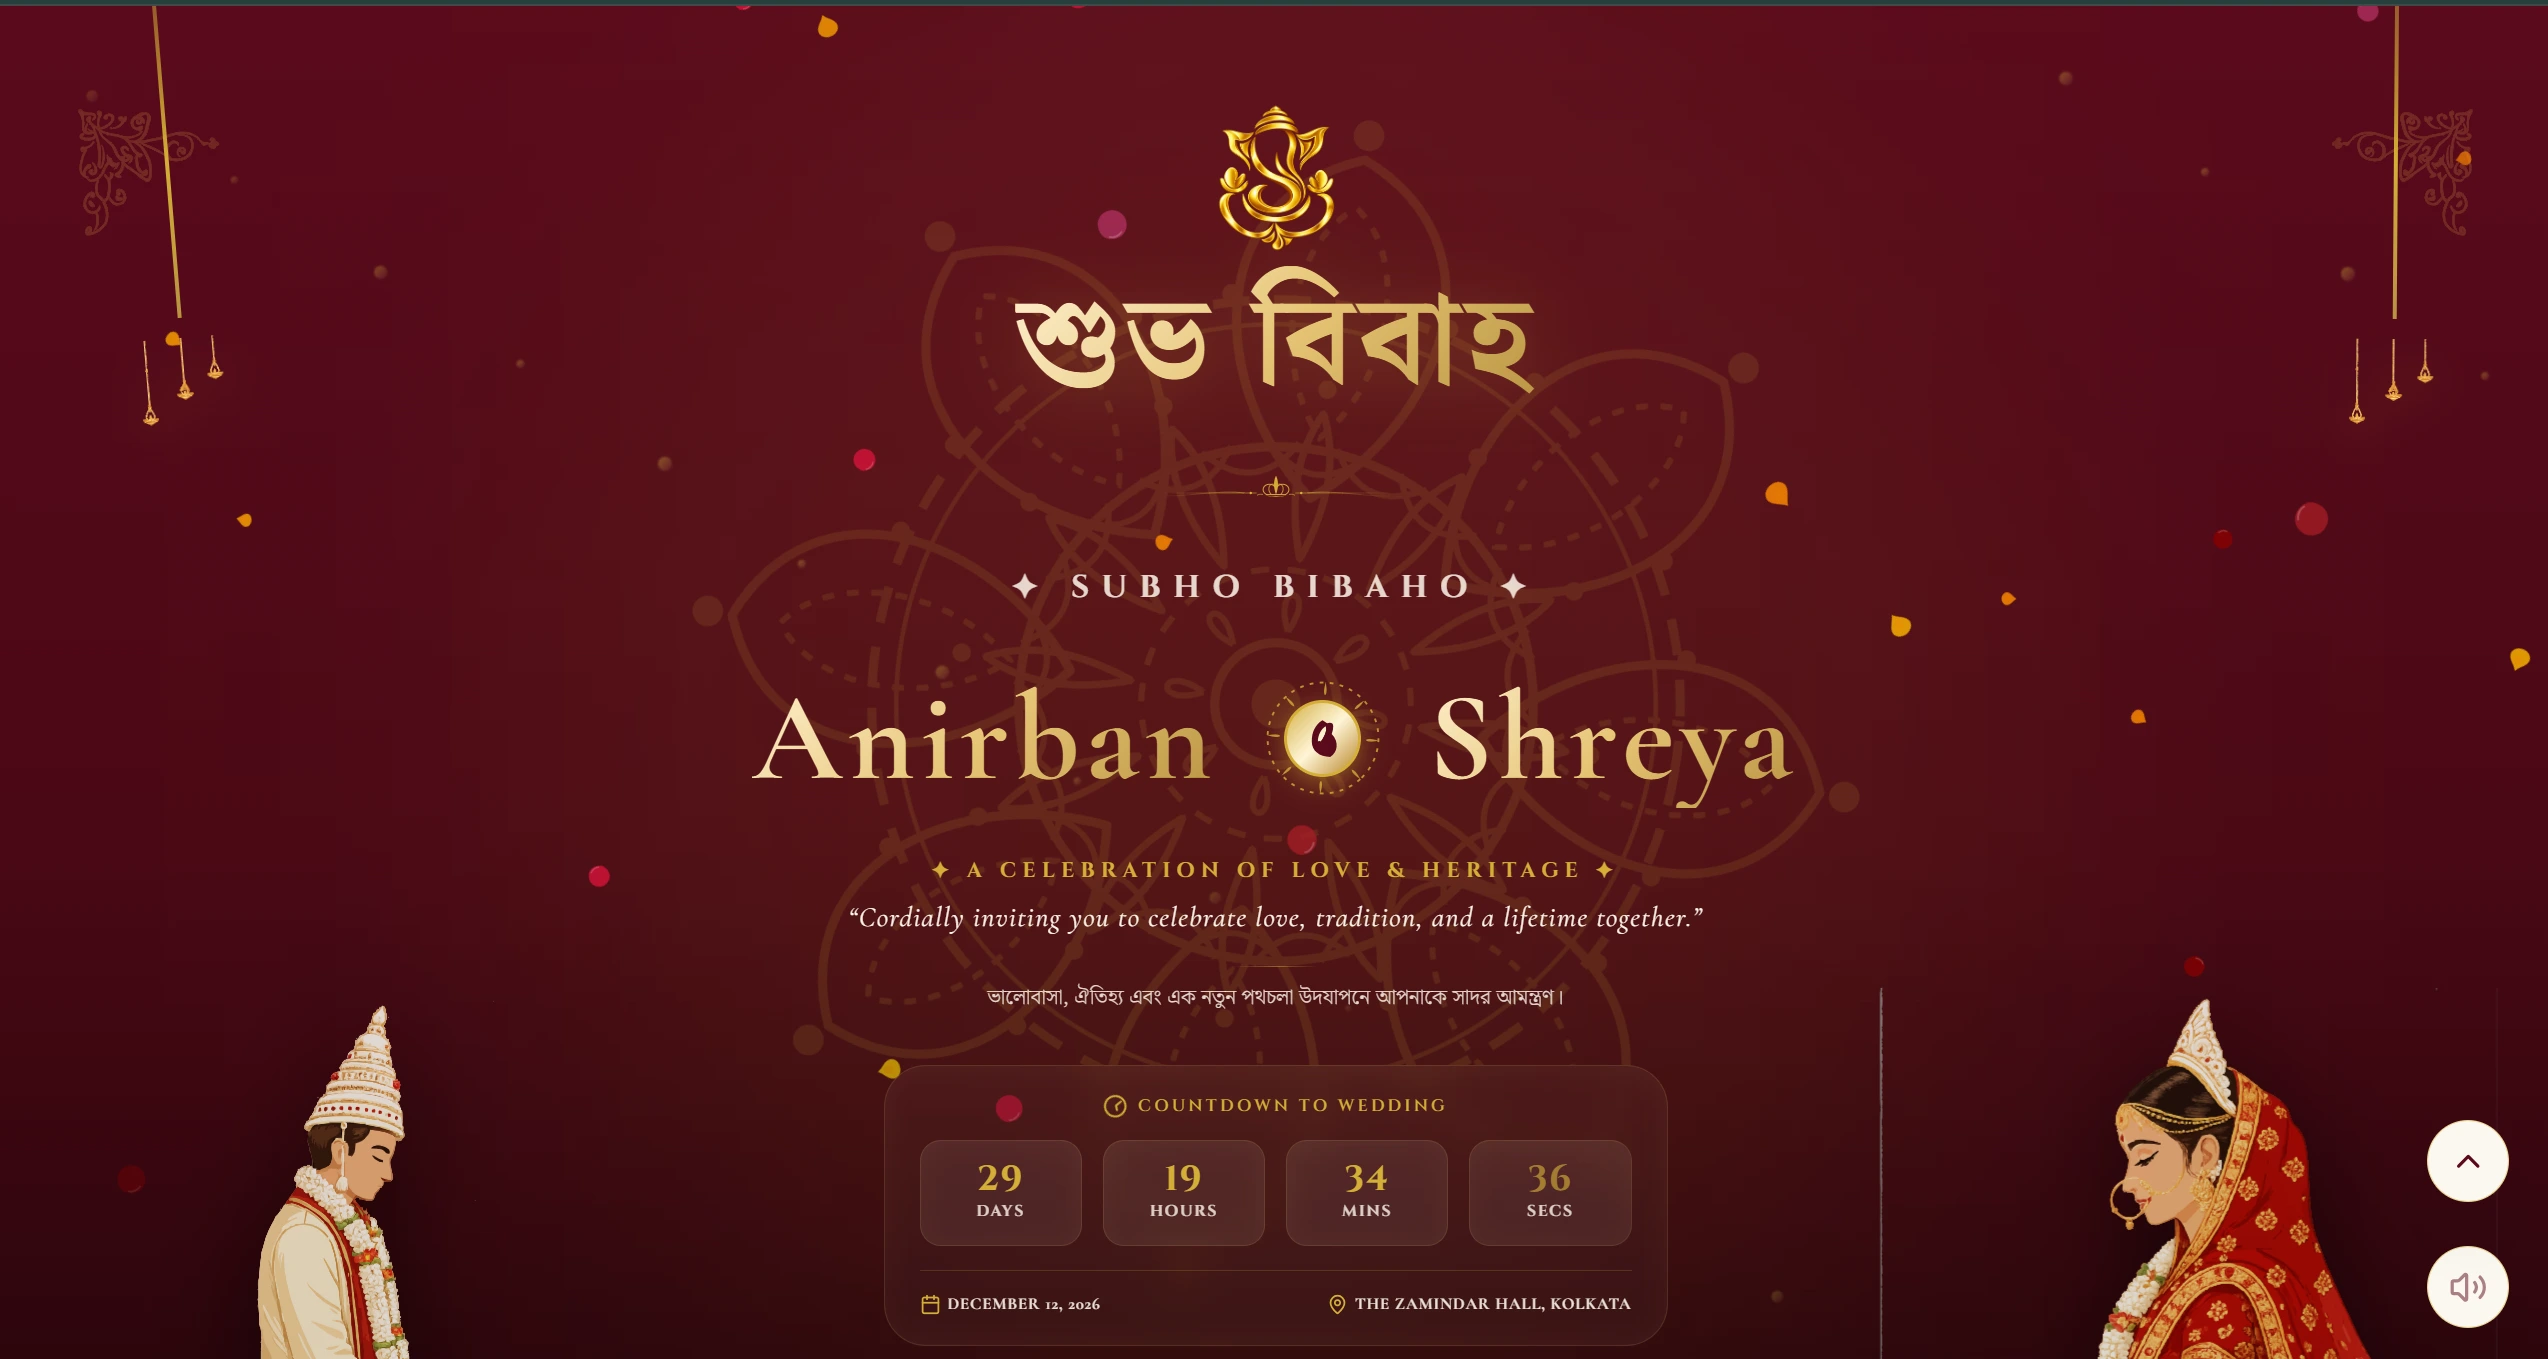 শুভ বিবাহ
✦ SUBHO BIBAHO ✦
Anirban Shreya
✦ A CELEBRATION OF LOVE & HERITAGE ✦
“Cordially inviting you to celebrate love, tradition, and a lifetime together.”
ভালোবাসা, ঐতিহ্য এবং এক নতুন পথচলা উদযাপনে আপনাকে সাদর আমন্ত্রণ।
COUNTDOWN TO WEDDING
29 19 34 36
DAYS HOURS MINS SECS
DECEMBER 12, 2026 THE ZAMINDAR HALL, KOLKATA